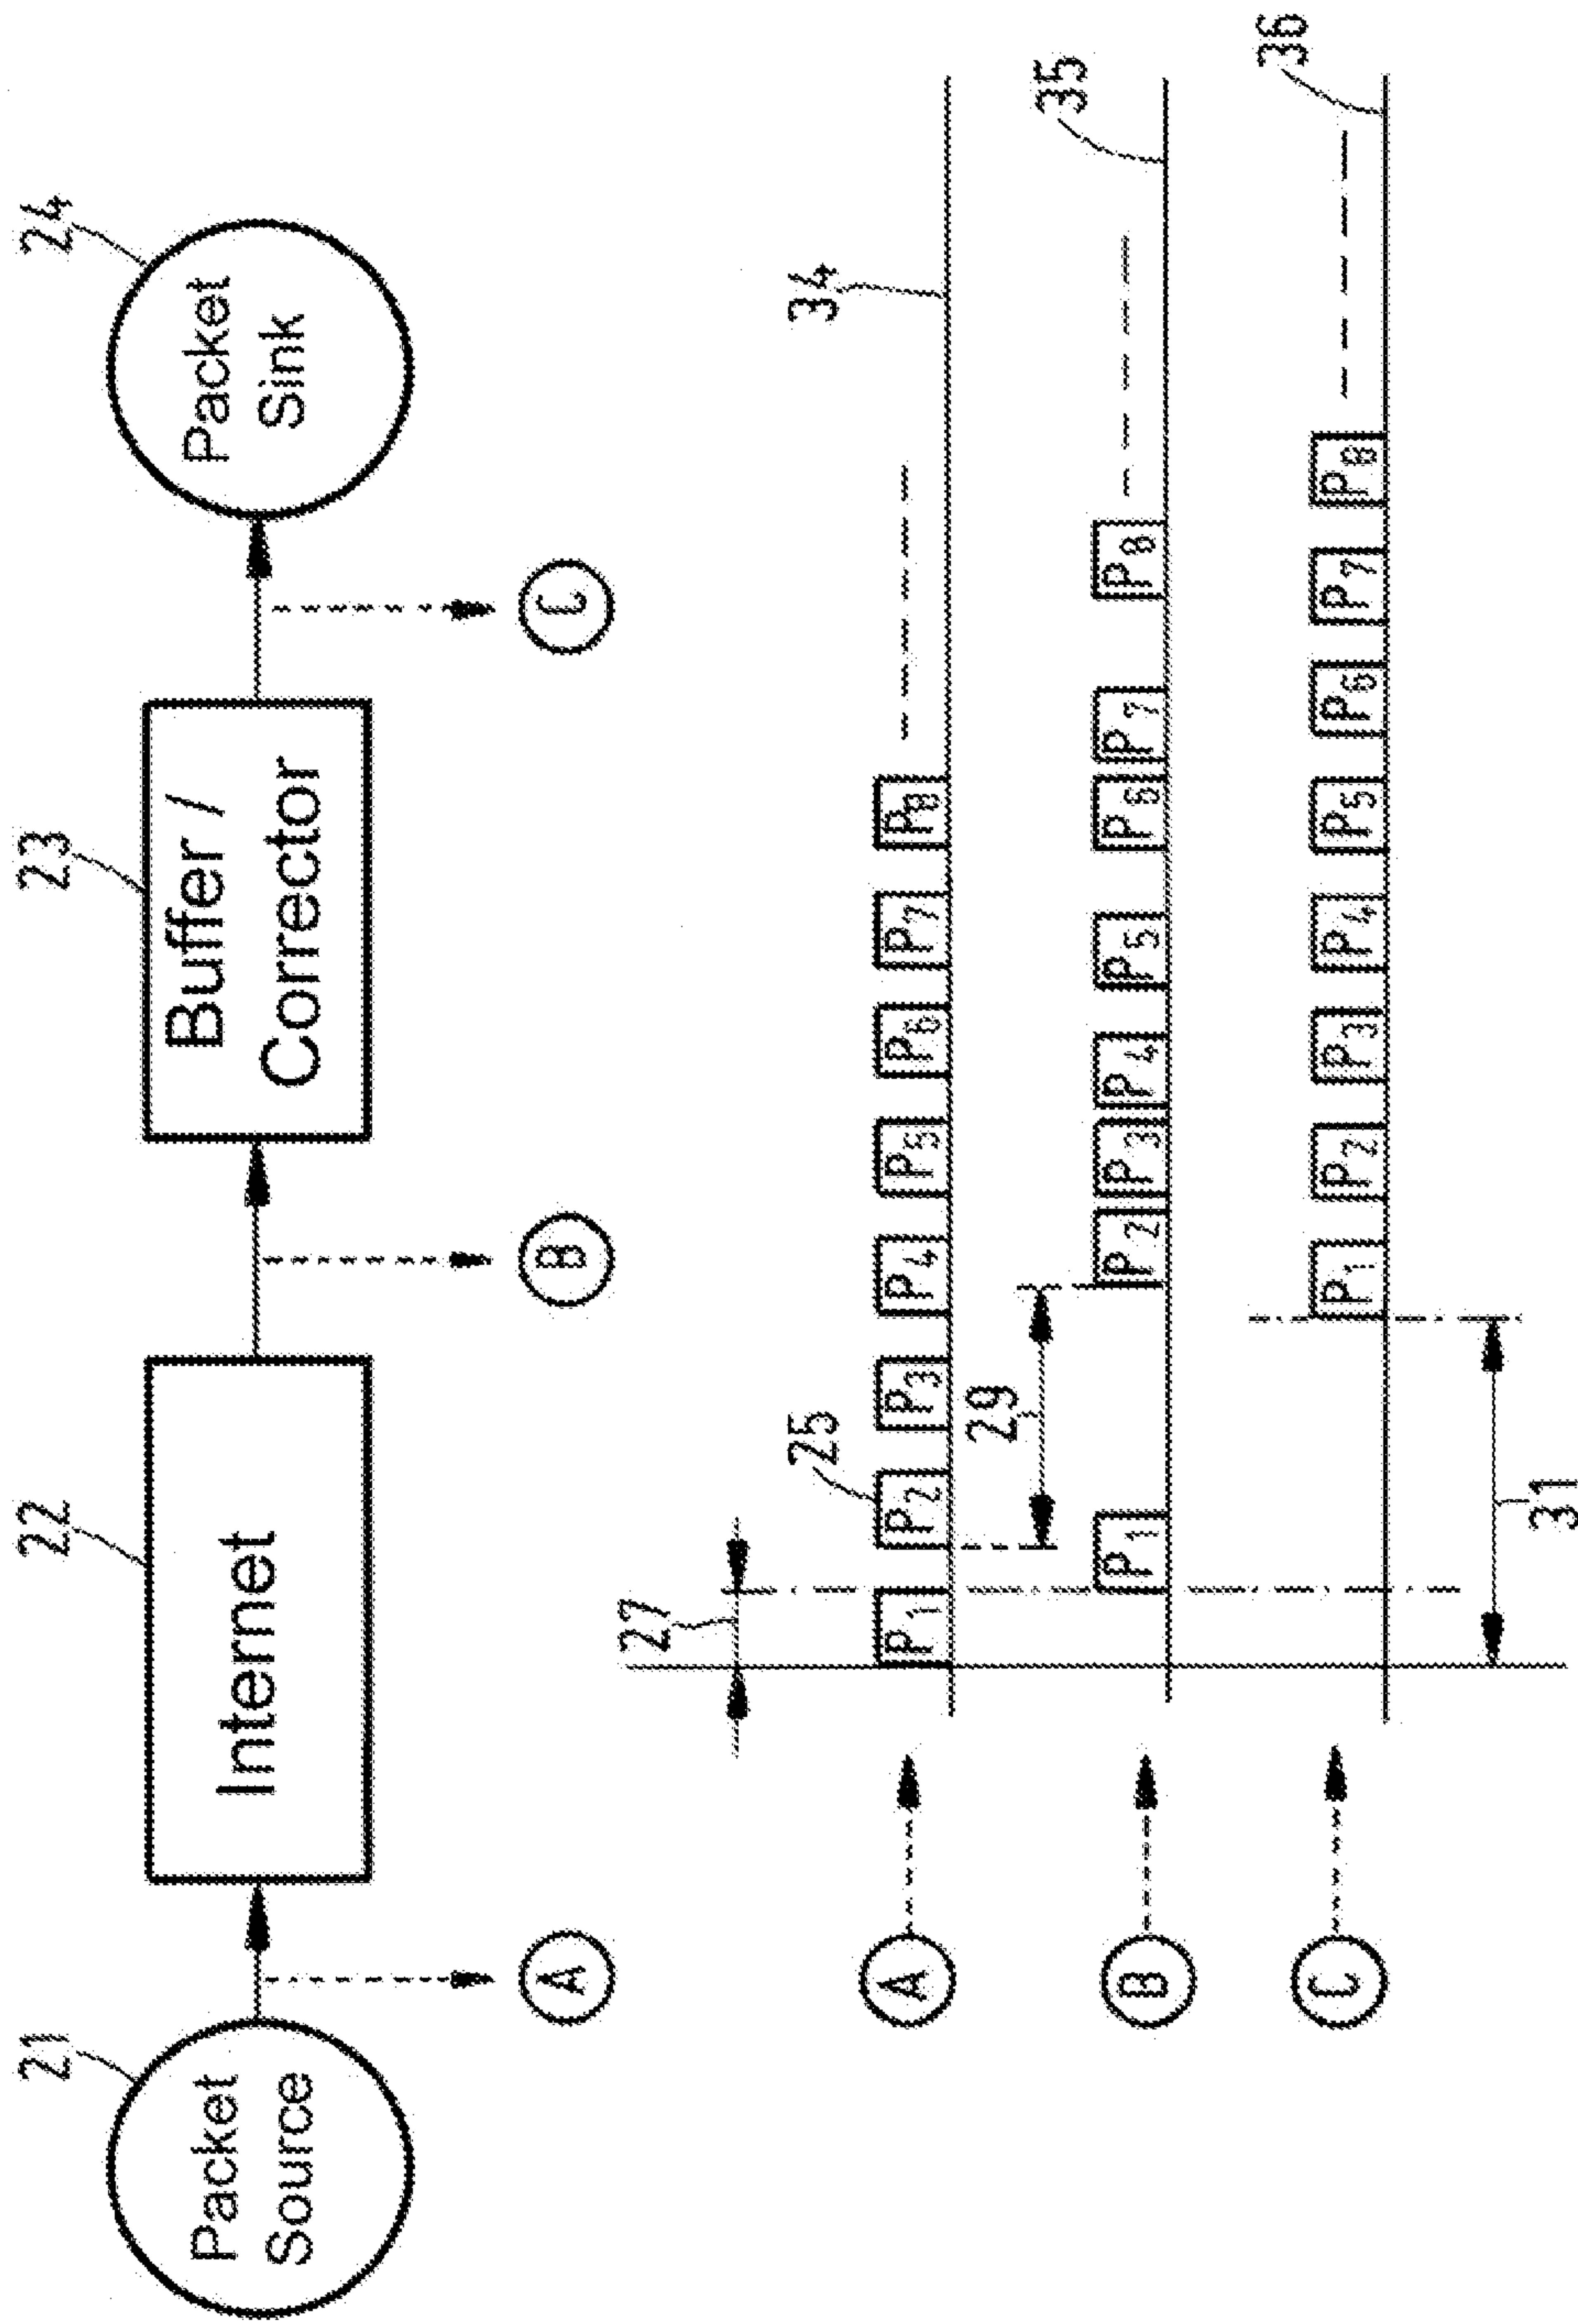 21
22
23
24
Packet
Source
Internet
Buffer /
Corrector
Packet
Sink
A
B
C
27
25
34
A
P1 P2 P3 P4 P5 P6 P7 P8
29
35
B
P1 P2 P3 P4 P5 P6 P7 P8
36
C
P1 P2 P3 P4 P5 P6 P7 P8
31